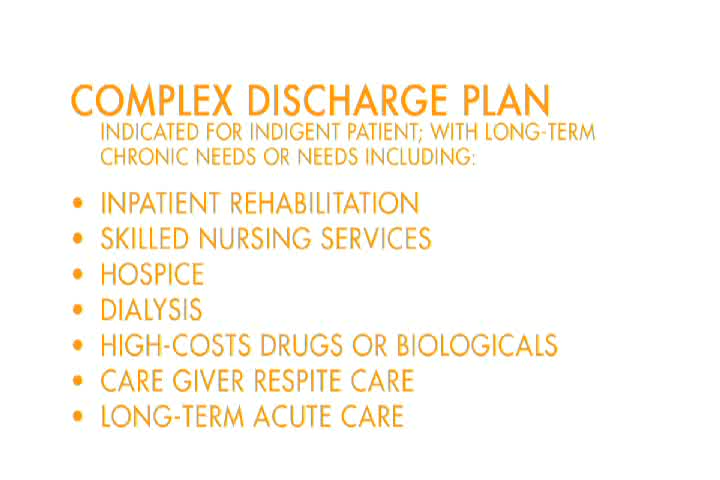 COMPLEX DISCHARGE PLAN
INDICATED FOR INDIGENT PATIENT; WITH LONG-TERM
CHRONIC NEEDS OR NEEDS INCLUDING:
• INPATIENT REHABILITATION
• SKILLED NURSING SERVICES
• HOSPICE
• DIALYSIS
• HIGH-COSTS DRUGS OR BIOLOGICALS
• CARE GIVER RESPITE CARE
• LONG-TERM ACUTE CARE